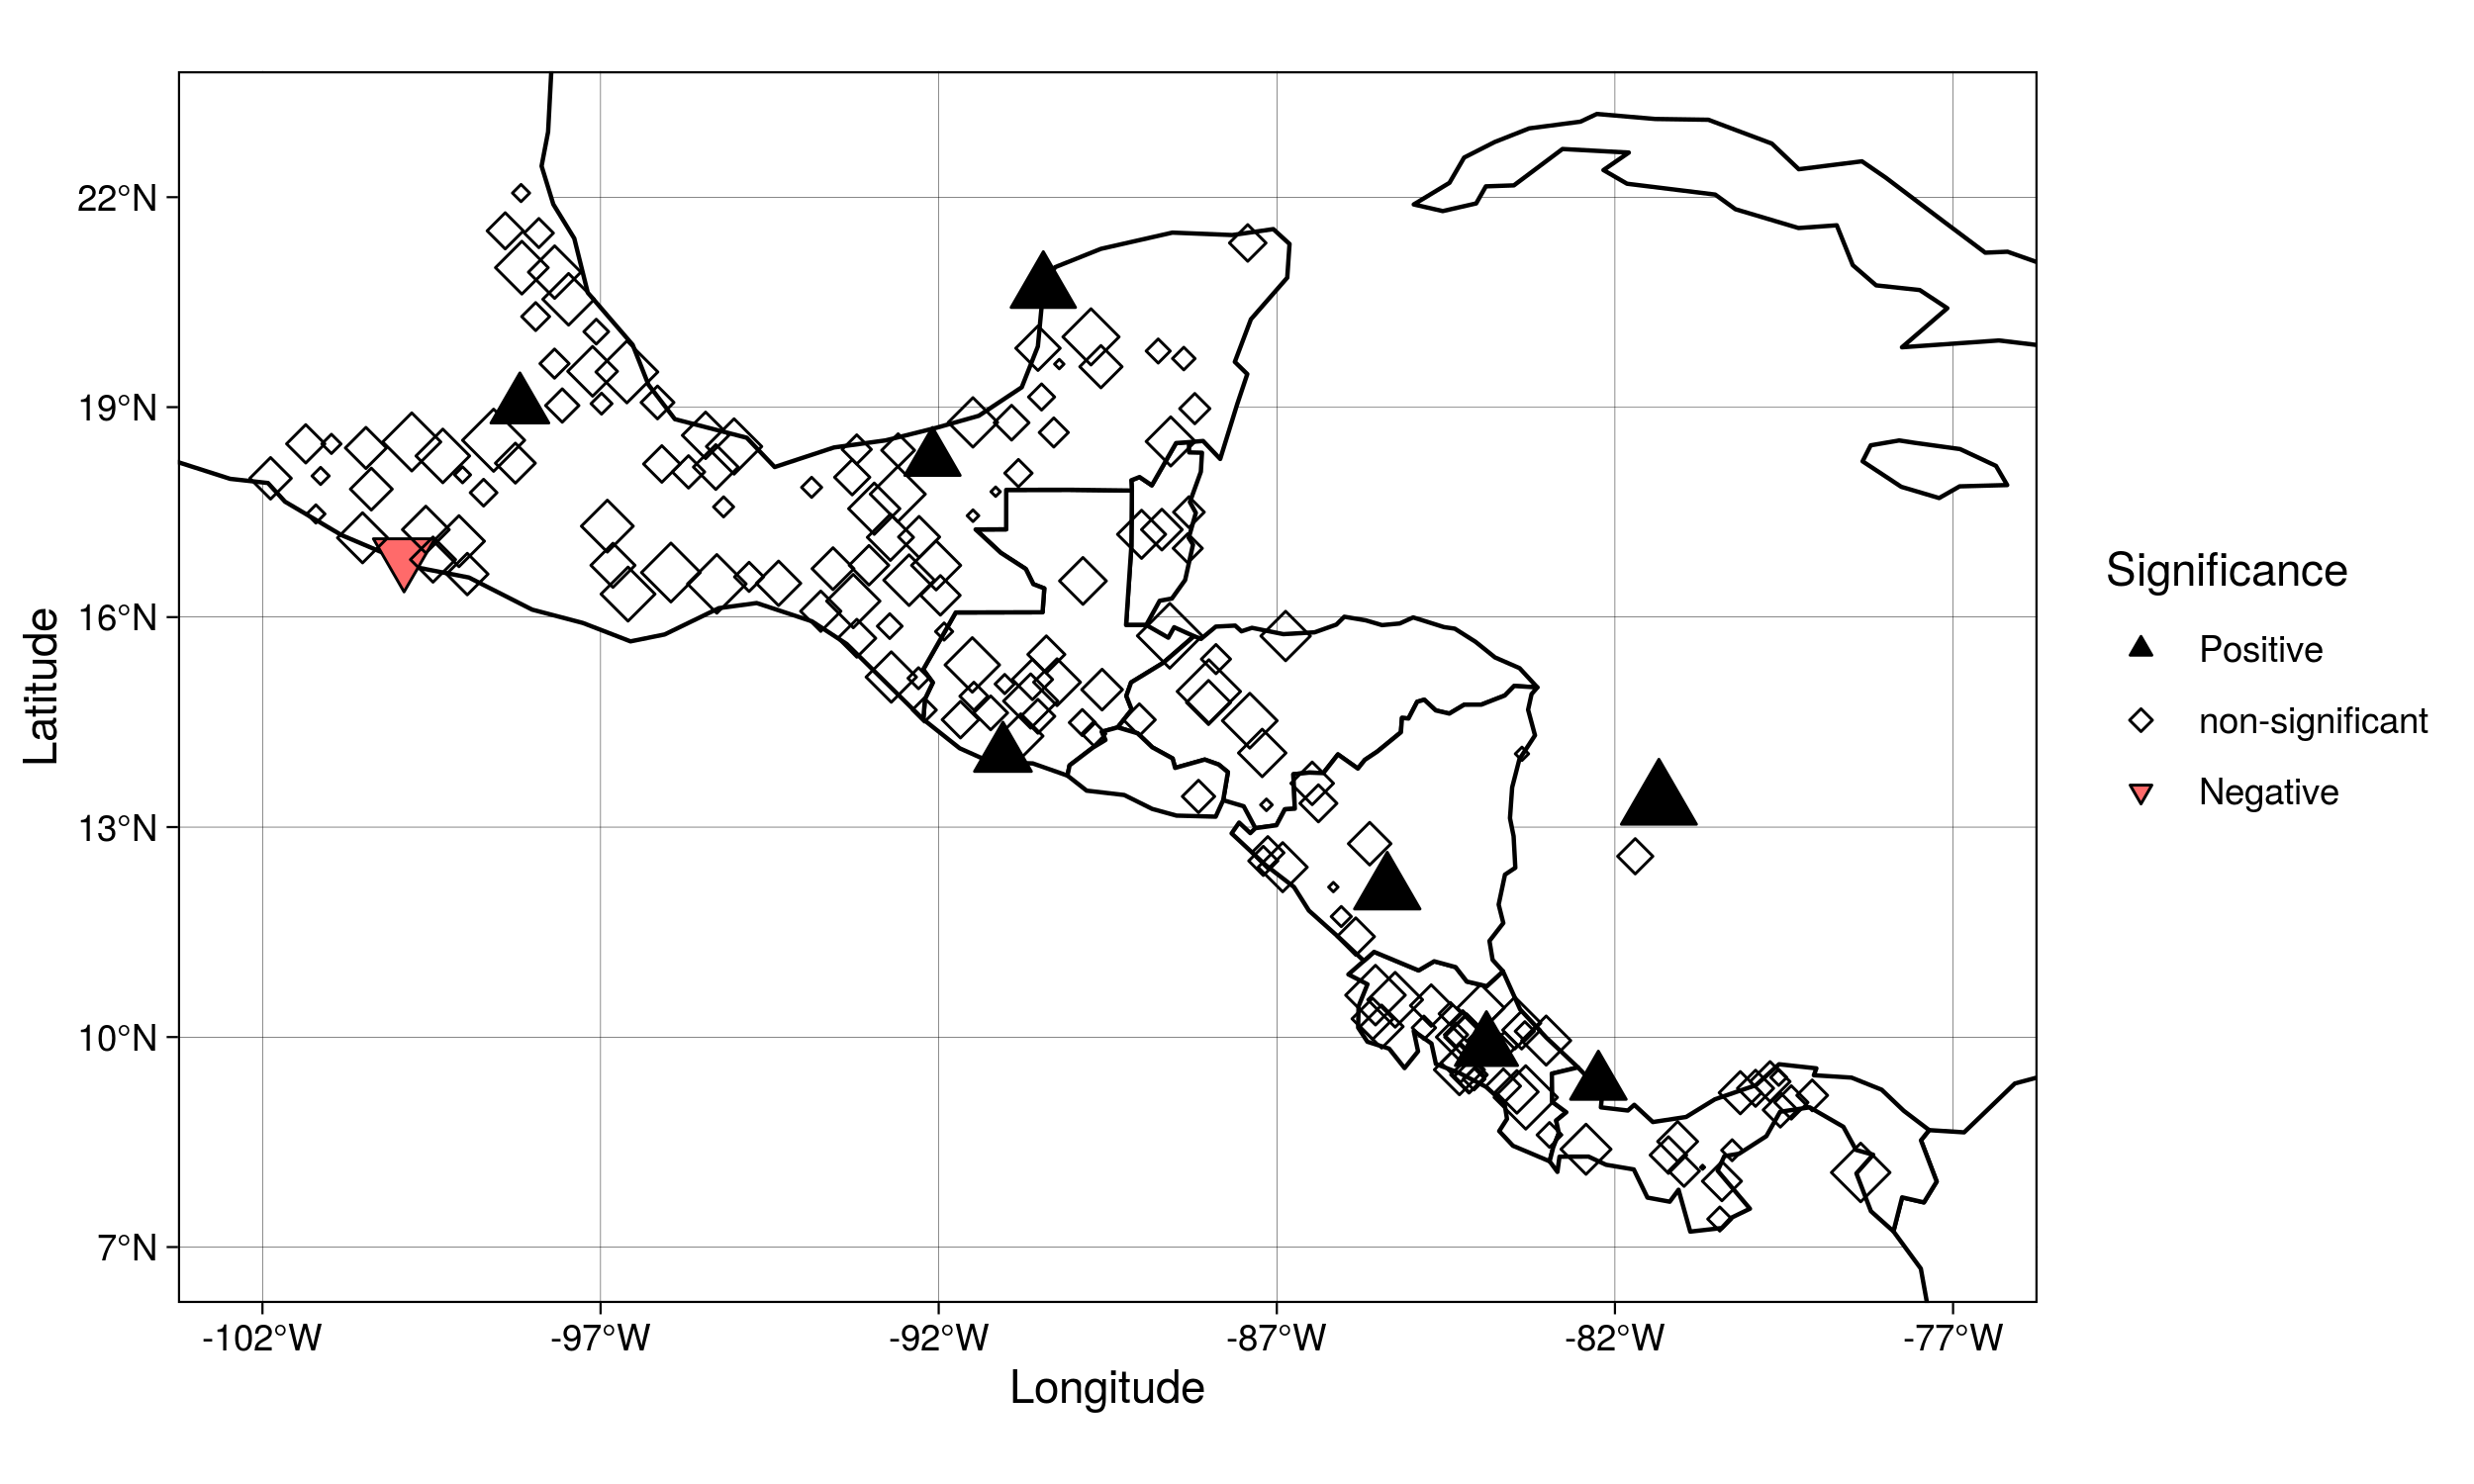 22°N
19°N
16°N
13°N
10°N
7°N
Latitude
-102°W
-97°W
-92°W
-87°W
-82°W
-77°W
Longitude
Significance
Positive
non-significant
Negative